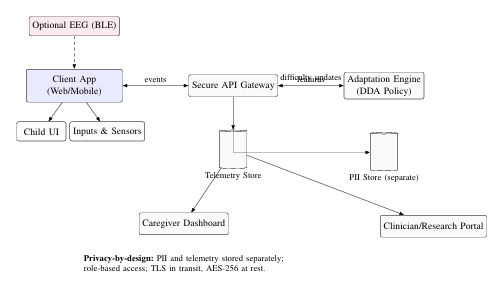 Optional EEG (BLE)
Client App
(Web/Mobile)
events
Secure API Gateway
difficulty updates
features
Adaptation Engine
(DDA Policy)
Child UI
Inputs & Sensors
Telemetry Store
PII Store (separate)
Caregiver Dashboard
Clinician/Research Portal
Privacy-by-design: PII and telemetry stored separately;
role-based access; TLS in transit, AES-256 at rest.